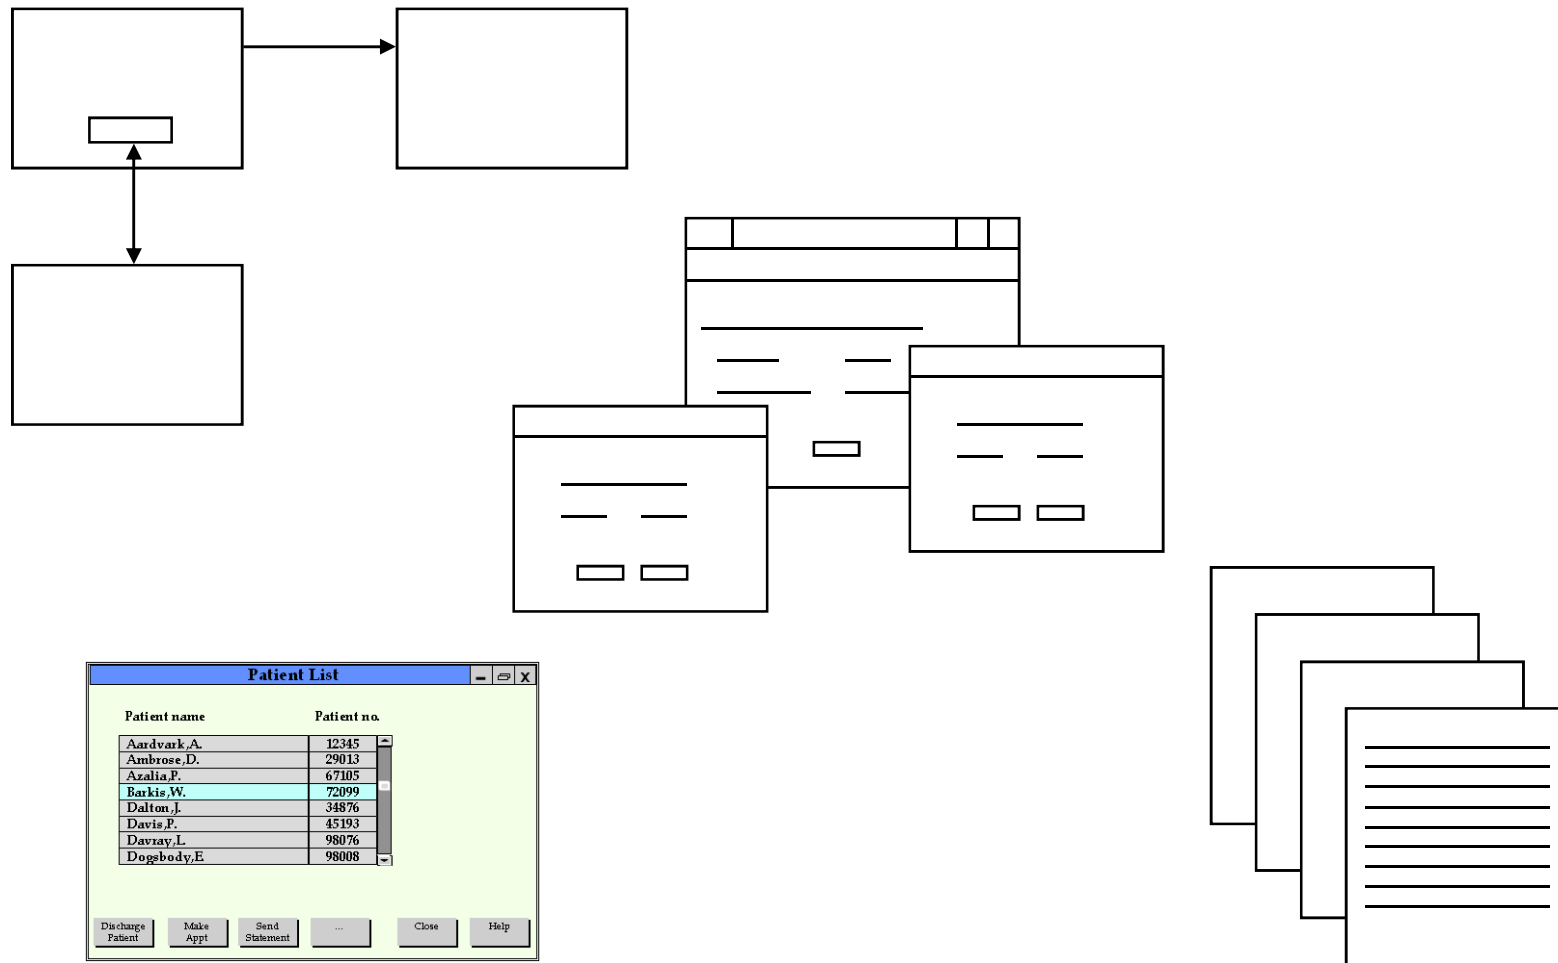 Patient List
X
Patient name Patient no.
Aardvark,A. 12345
Ambrose,D. 29013
Azalia,P. 67105
Barkis,W. 72099
Dalton,J. 34876
Davis,P. 45193
Davray,L. 98076
Dogsbody,E 98008
Discharge Patient
Make Appt
Send Statement
...
Close
Help